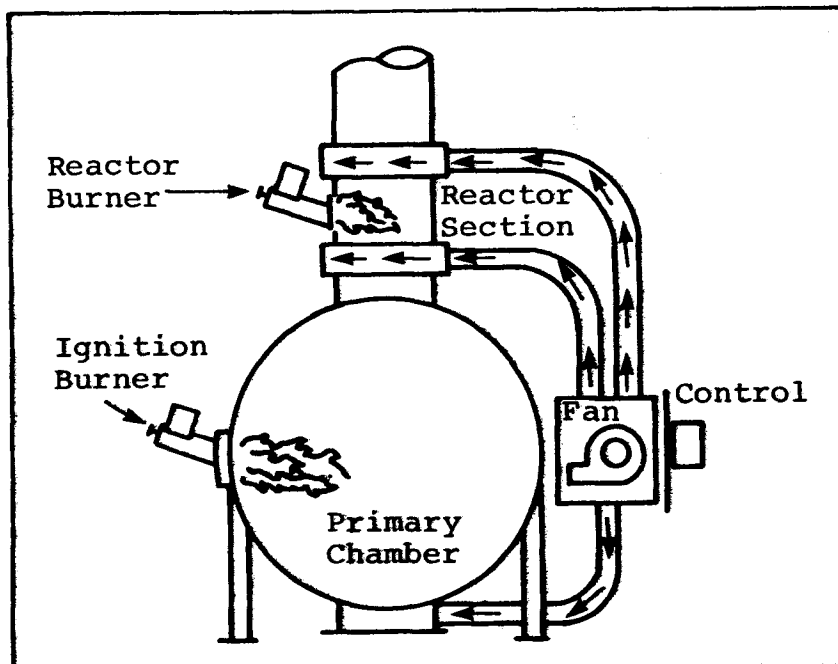 Reactor
Burner
Reactor
Section
Ignition
Burner
Fan
Control
Primary
Chamber